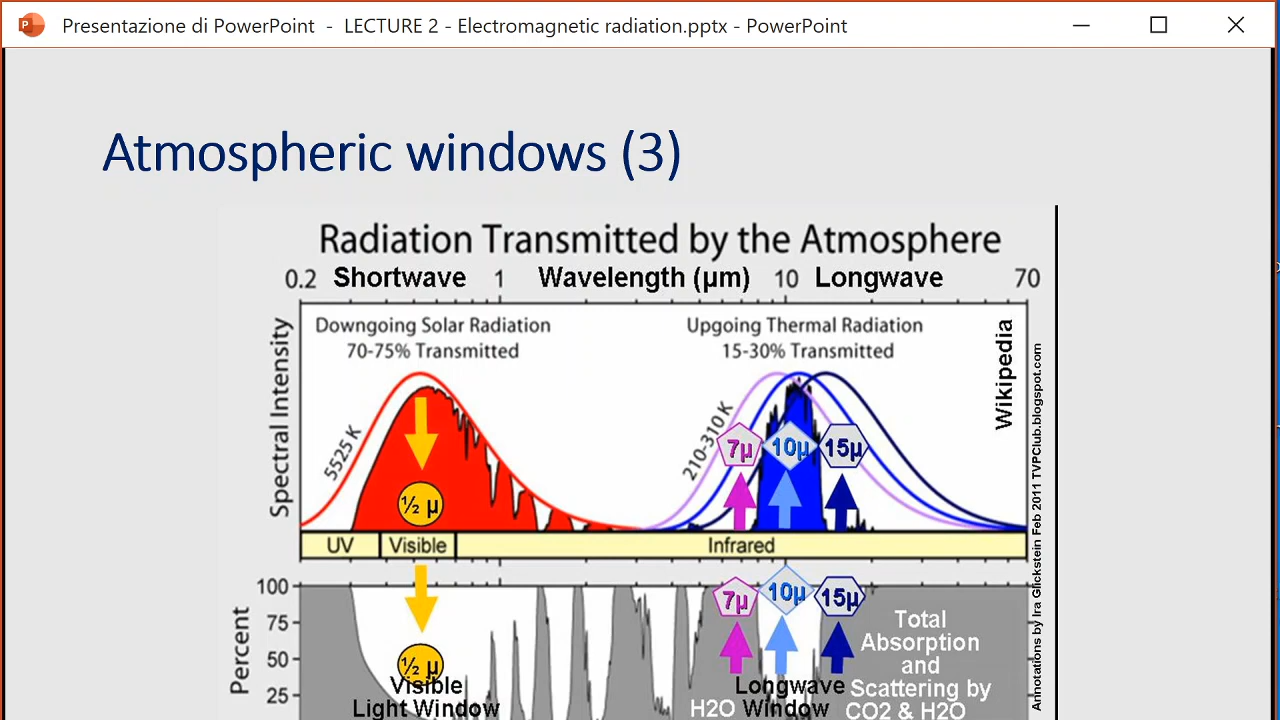 Presentazione di PowerPoint - LECTURE 2 - Electromagnetic radiation.pptx - PowerPoint
Atmospheric windows (3)
Radiation Transmitted by the Atmosphere
0.2 Shortwave 1 Wavelength (µm) 10 Longwave 70
Spectral Intensity
Downgoing Solar Radiation
70-75% Transmitted
Upgoing Thermal Radiation
15-30% Transmitted
5525 K
210-310 K
½ µ
7µ
10µ
15µ
Wikipedia
Annotations by Ira Glickstein Feb 2011 TVPClub.blogspot.com
UV
Visible
Infrared
Percent
100
75
50
25
½ µ
Visible
Light Window
7µ
10µ
15µ
H2O
Longwave
Window
Total
Absorption
and
Scattering by
CO2 & H2O